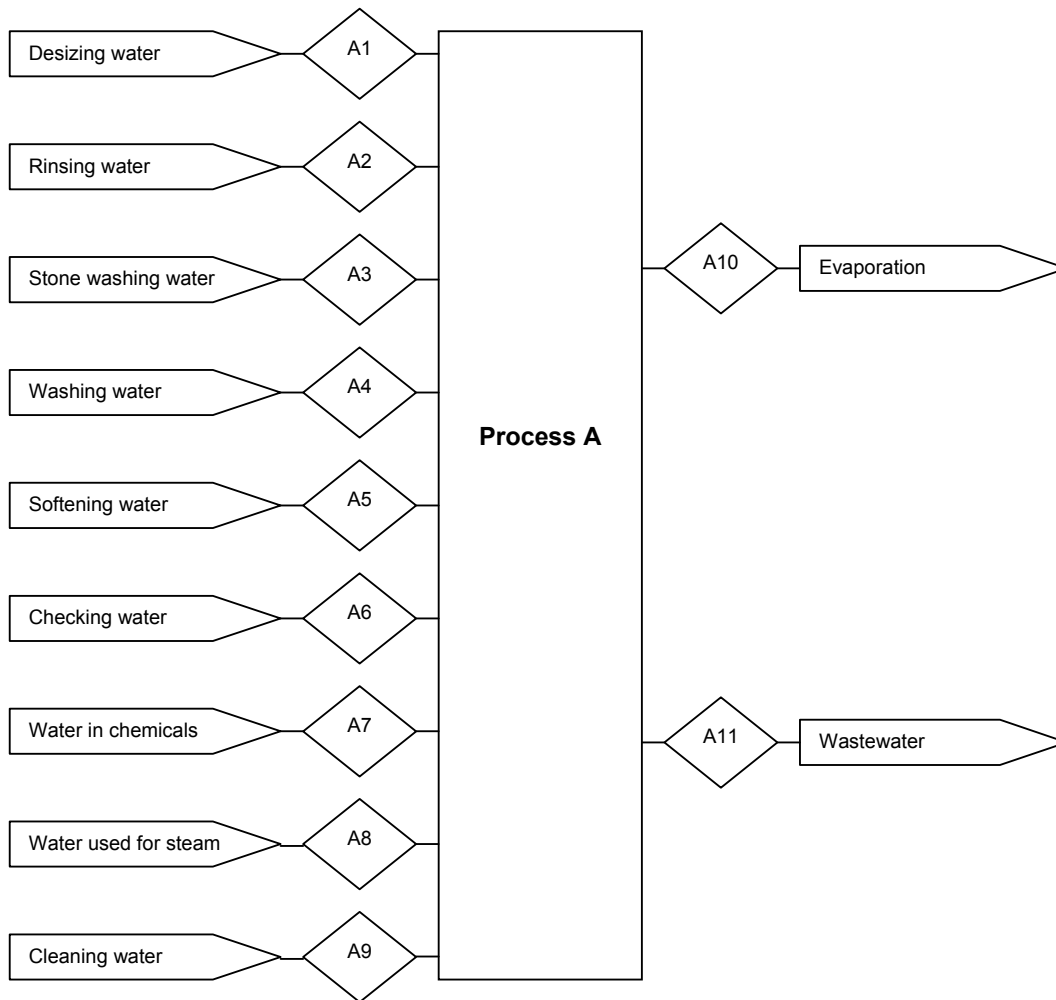 Desizing water
A1
Rinsing water
A2
Stone washing water
A3
Washing water
A4
Softening water
A5
Checking water
A6
Water in chemicals
A7
Water used for steam
A8
Cleaning water
A9
Process A
A10
Evaporation
A11
Wastewater